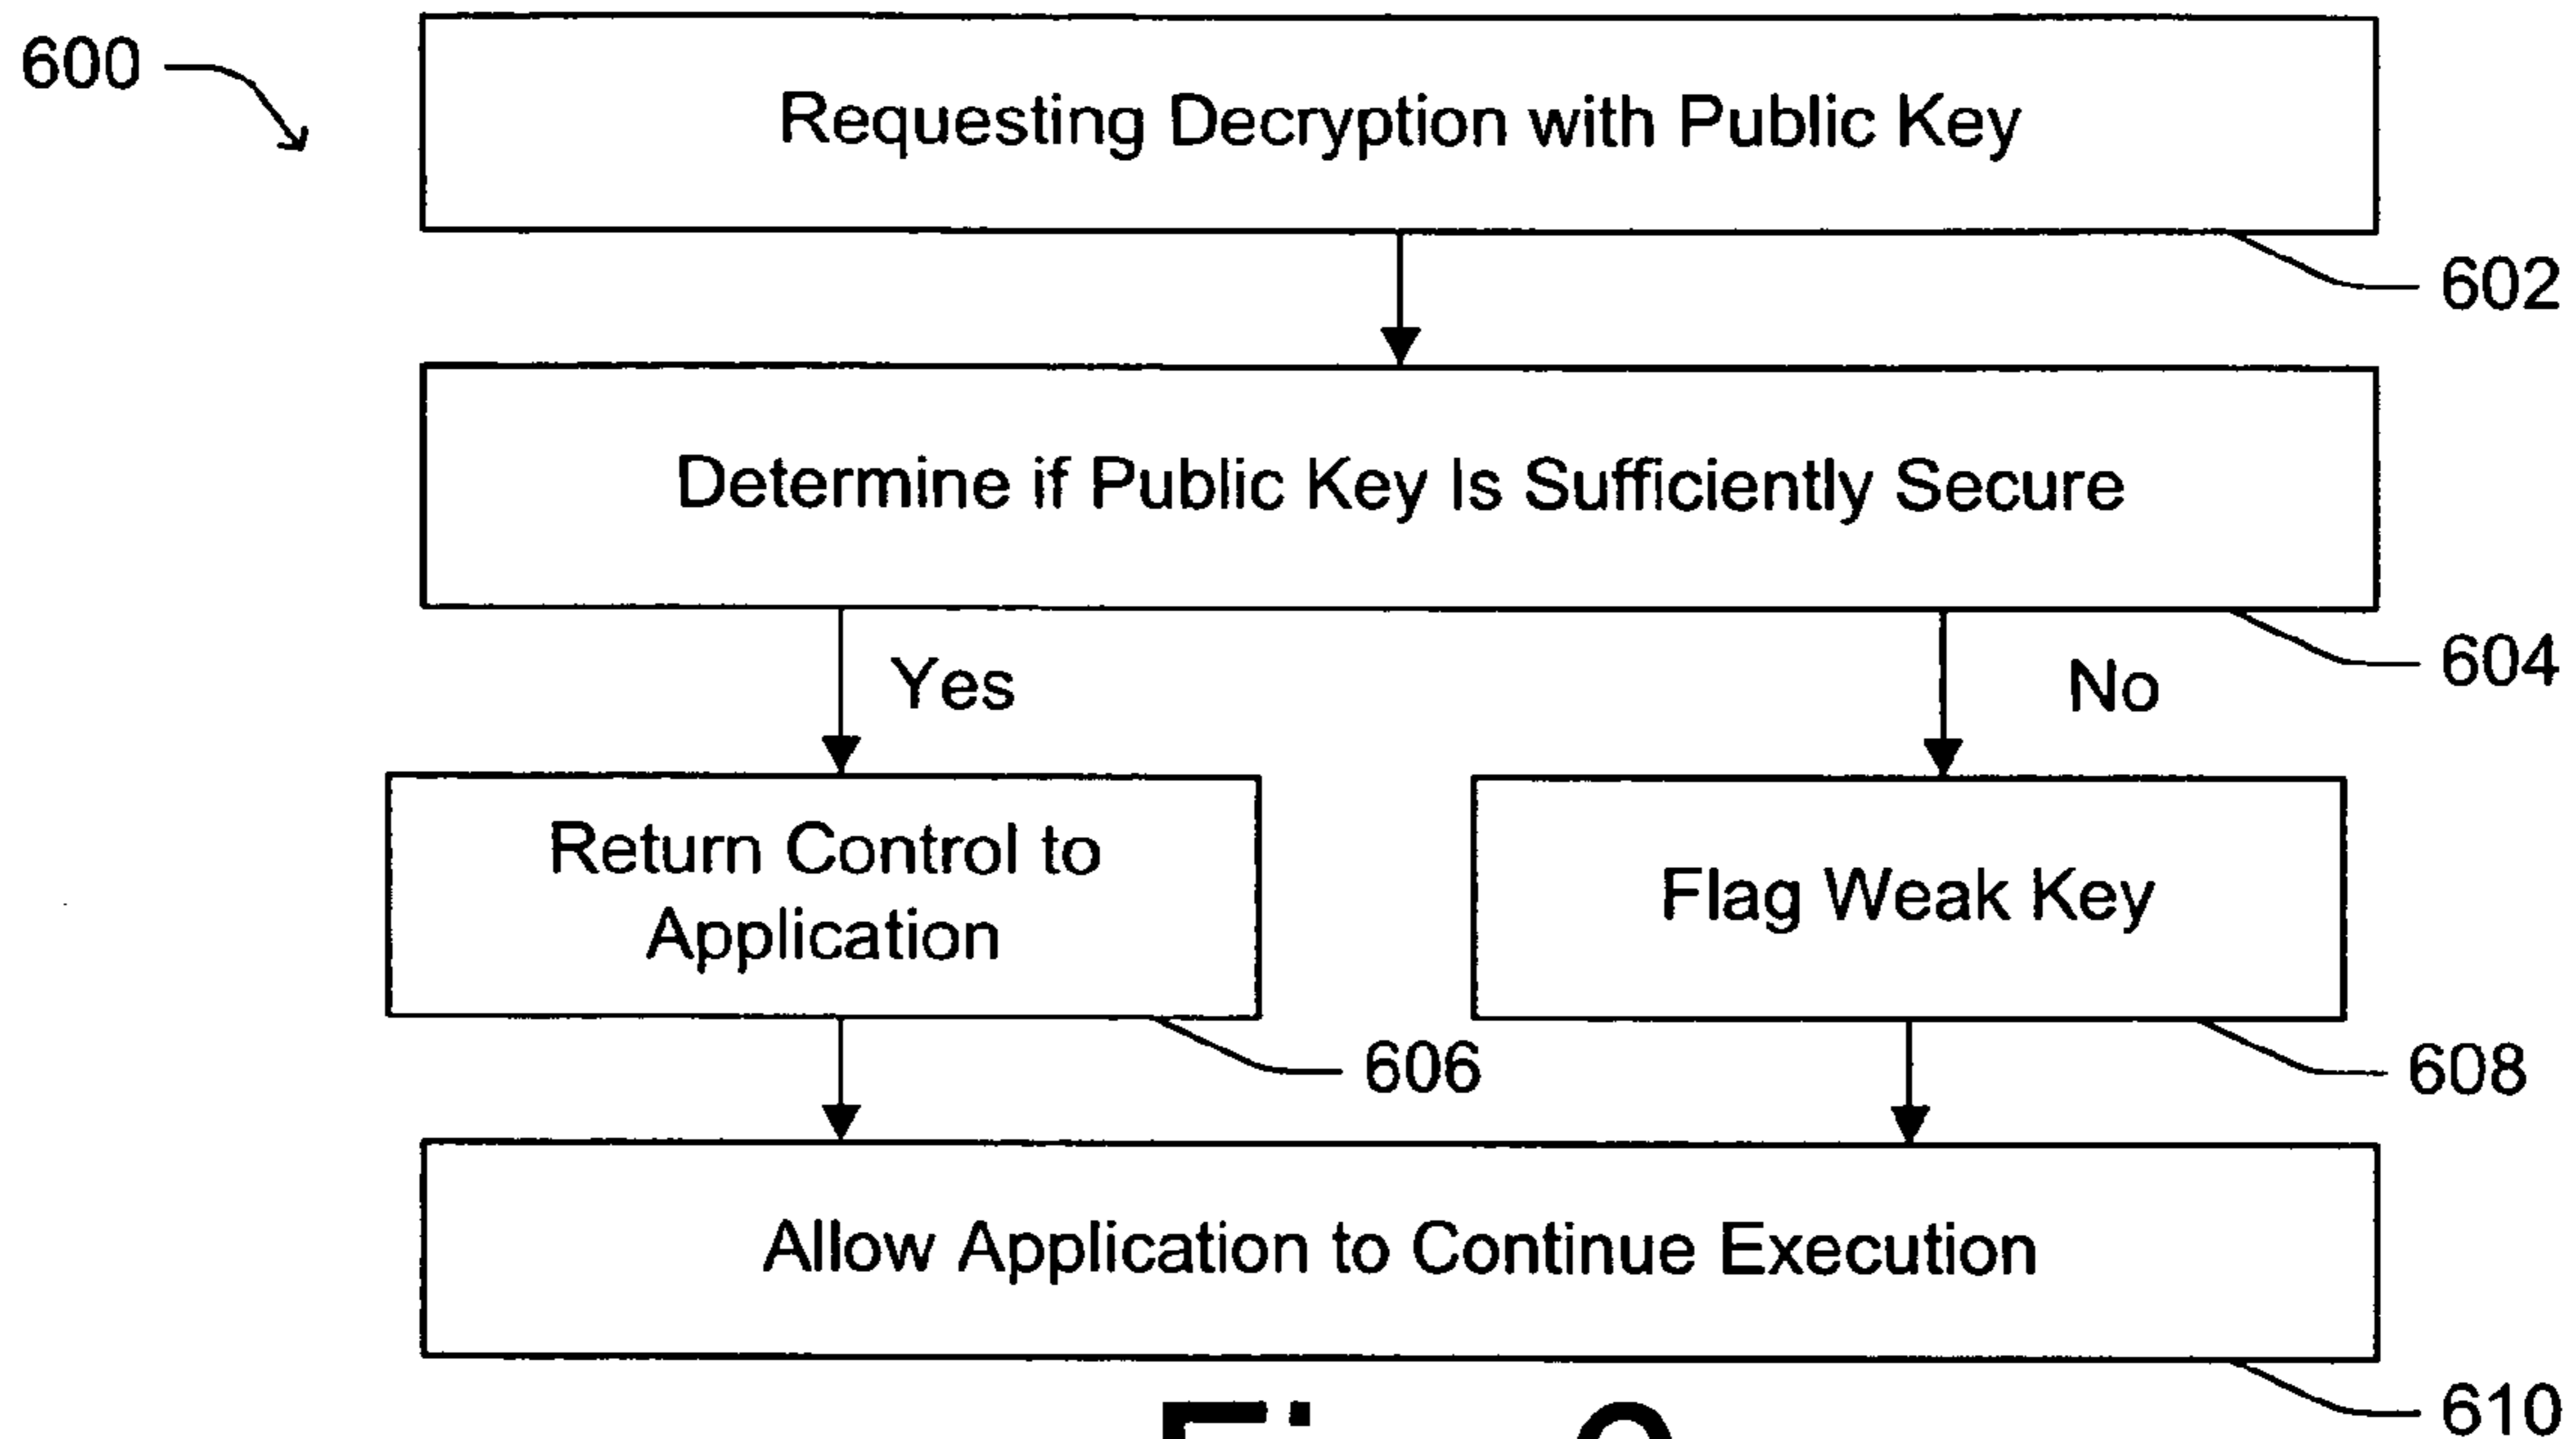 600
Requesting Decryption with Public Key
602
Determine if Public Key Is Sufficiently Secure
604
Yes
No
Return Control to
Application
606
Flag Weak Key
608
Allow Application to Continue Execution
610